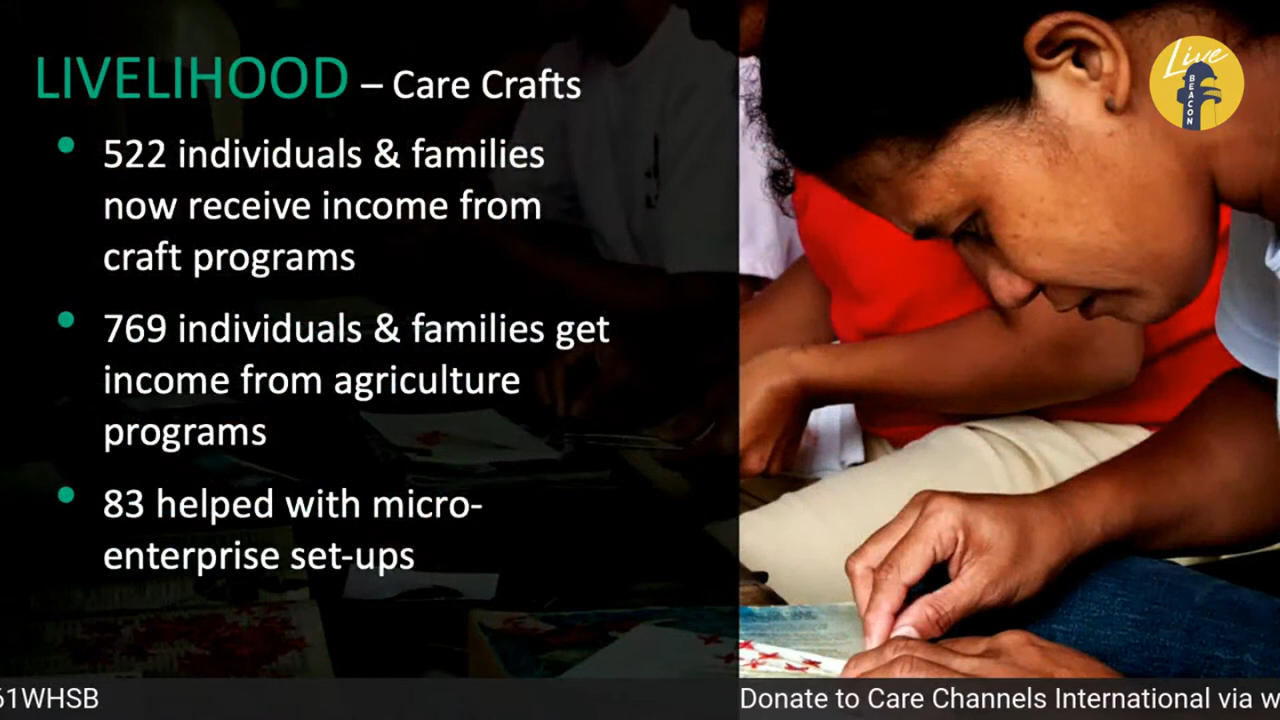 LIVELIHOOD – Care Crafts
Live
BEACON
522 individuals & families
now receive income from
craft programs
769 individuals & families get
income from agriculture
programs
83 helped with micro-
enterprise set-ups
61WHSB
Donate to Care Channels International via w